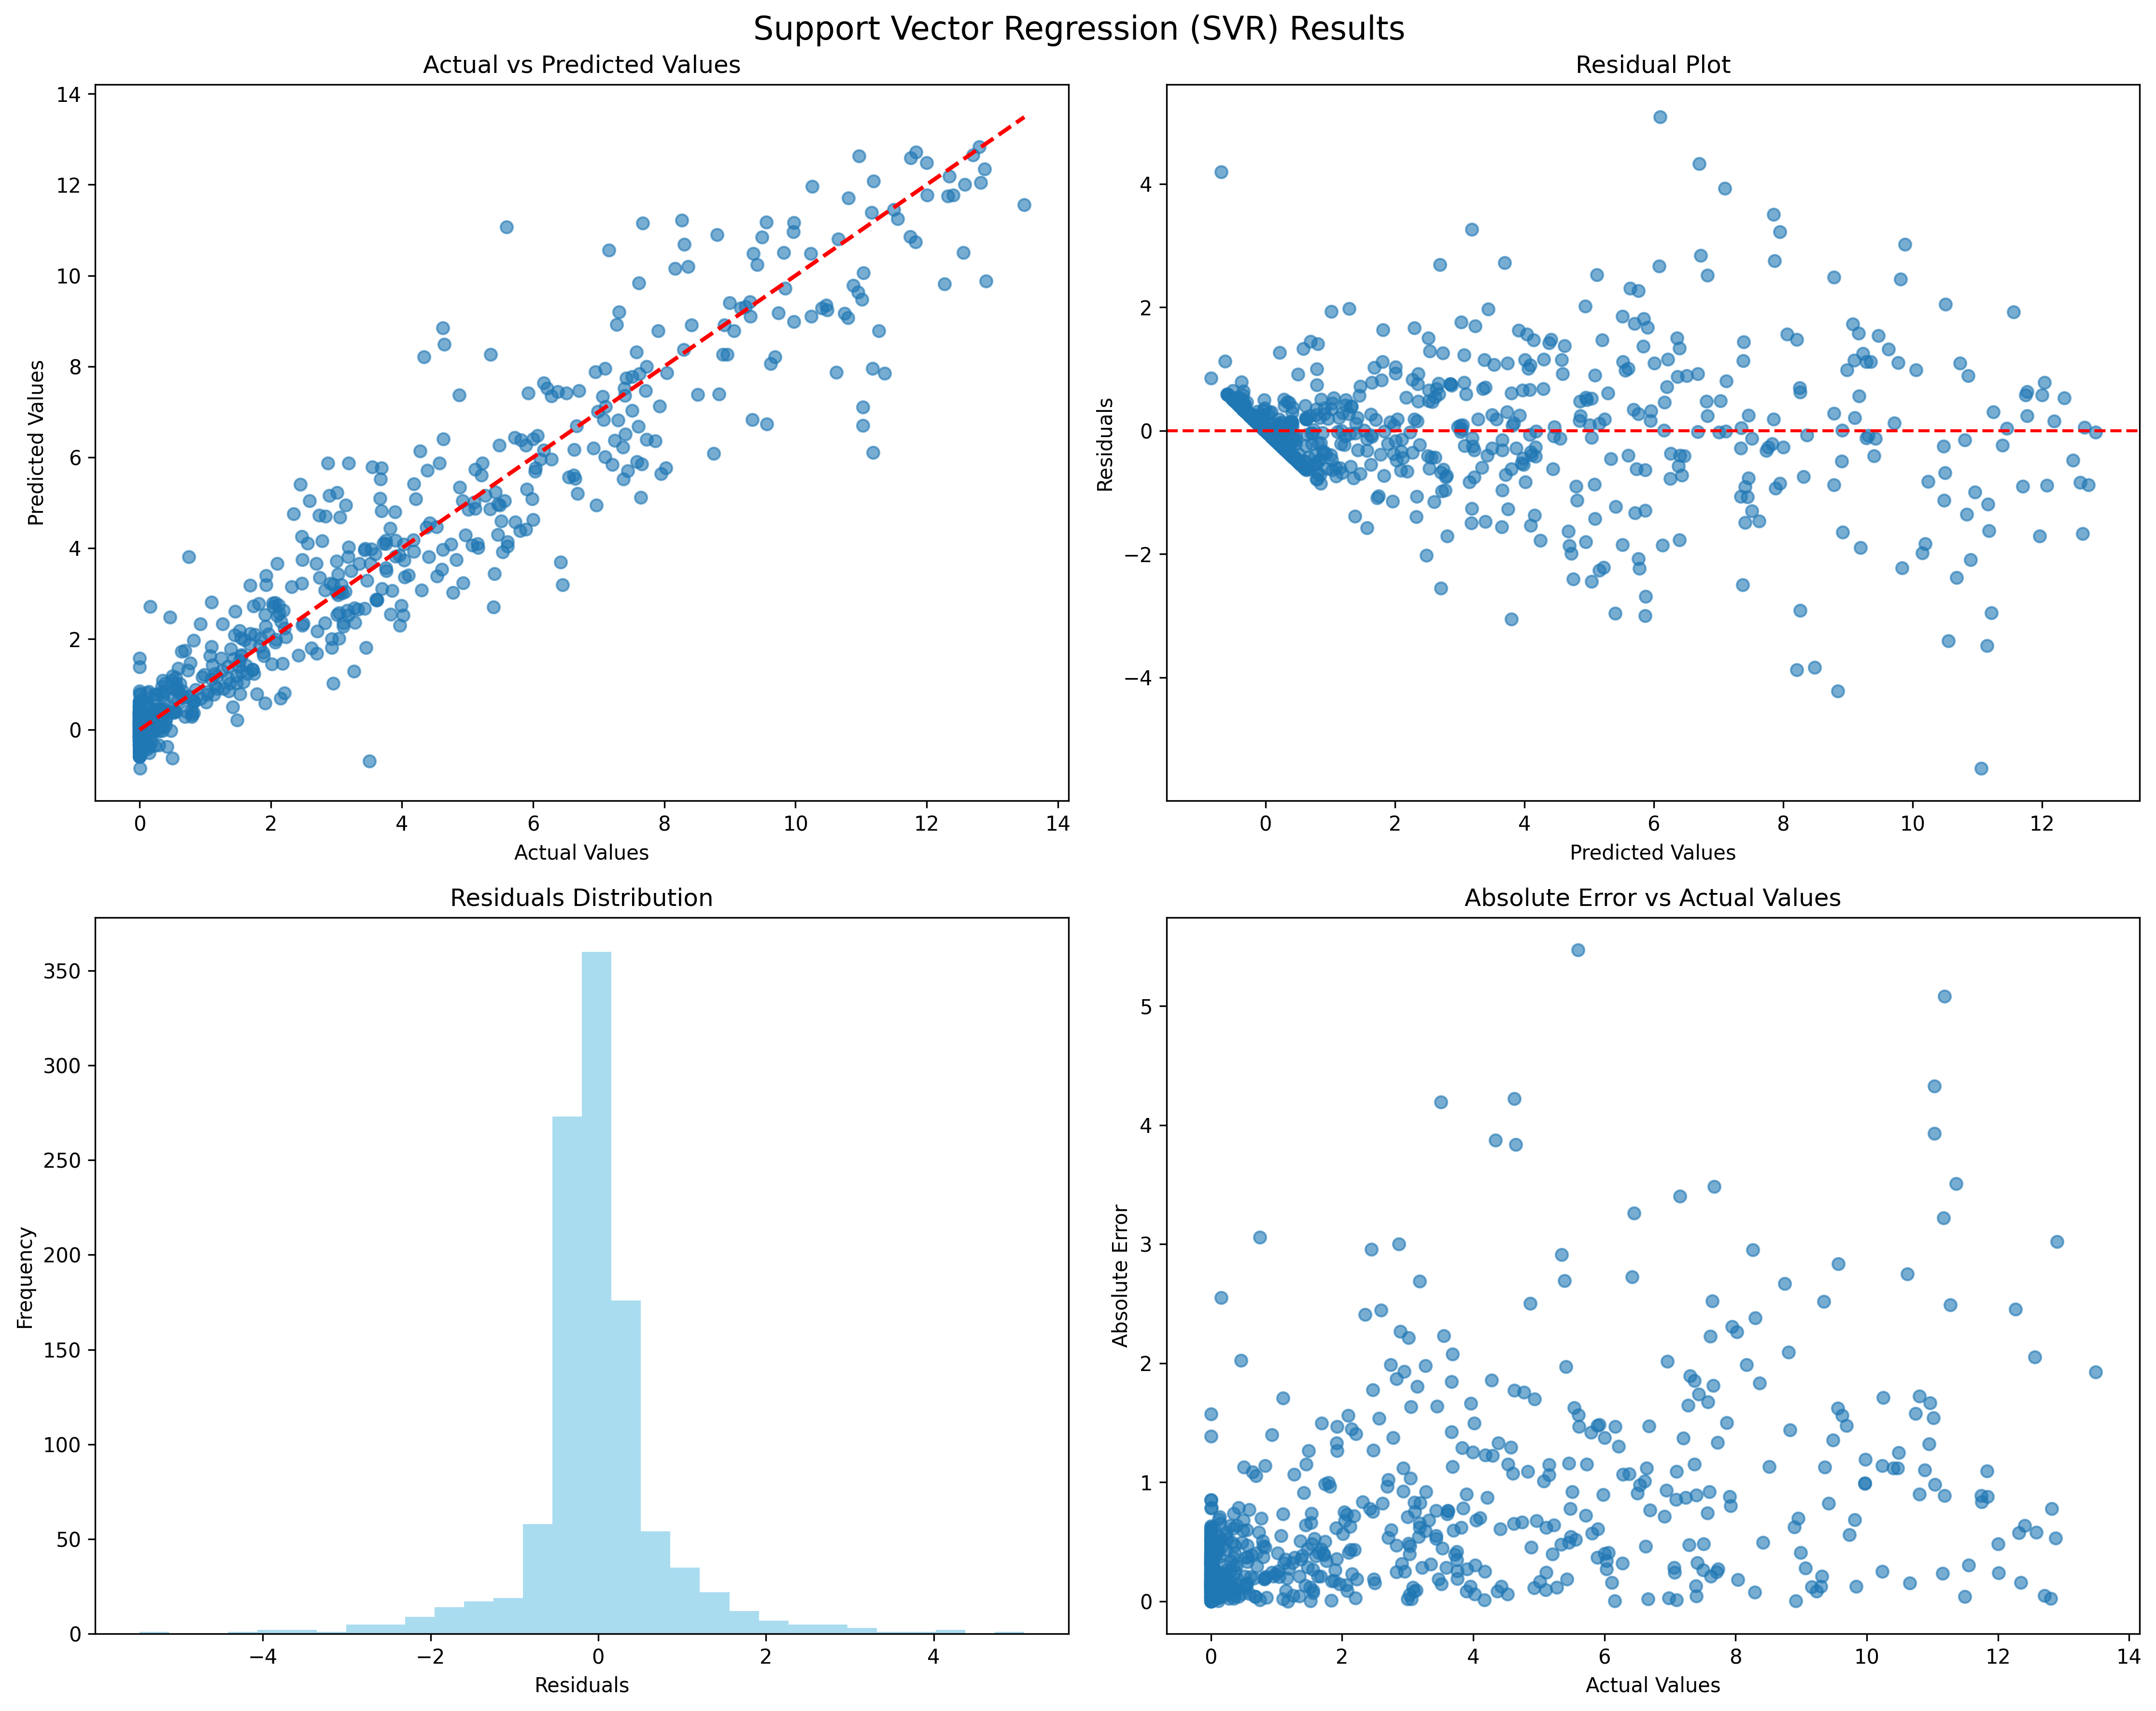 Support Vector Regression (SVR) Results
Actual vs Predicted Values
14
12
10
8
6
4
2
0
Predicted Values
0 2 4 6 8 10 12 14
Actual Values
Residual Plot
4
2
0
−2
−4
Residuals
0 2 4 6 8 10 12
Predicted Values
Residuals Distribution
350
300
250
200
150
100
50
0
Frequency
−4 −2 0 2 4
Residuals
Absolute Error vs Actual Values
5
4
3
2
1
0
Absolute Error
0 2 4 6 8 10 12 14
Actual Values